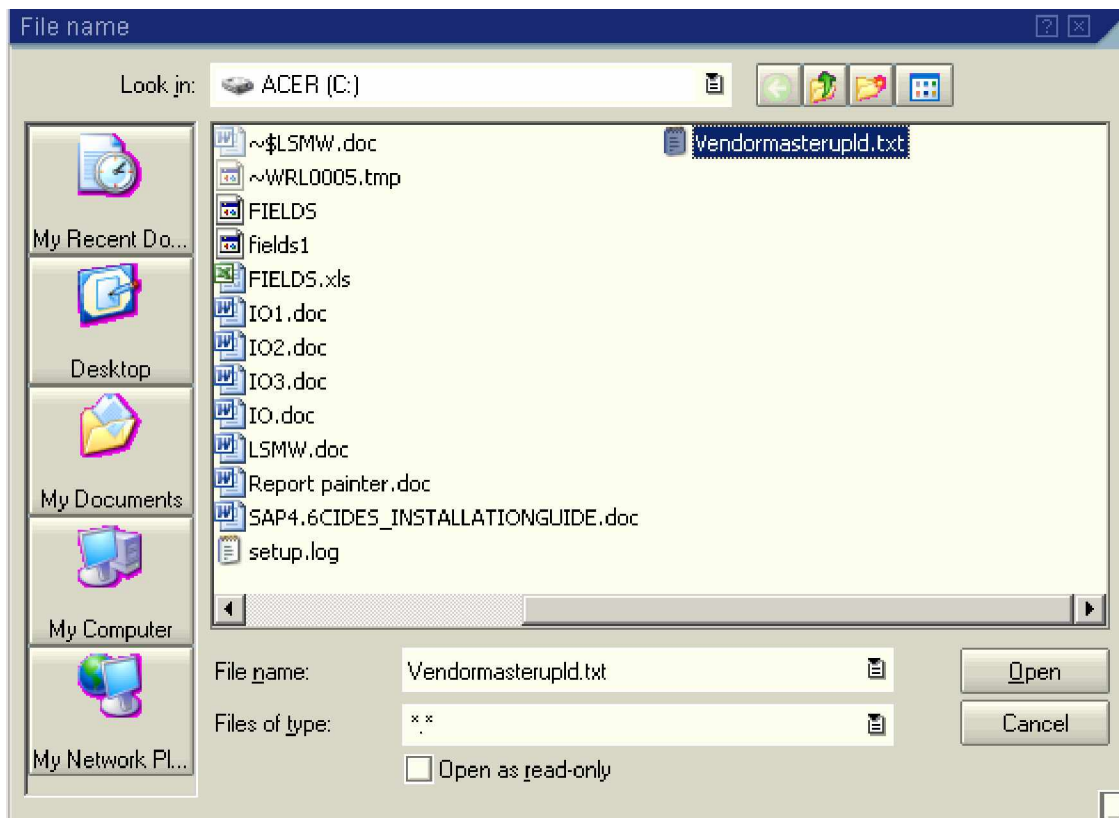 File name
Look in:
ACER (C:)
My Recent Do...
Desktop
My Documents
My Computer
My Network Pl...
~$LSMW.doc
~WRL0005.tmp
FIELDS
fields1
FIELDS.xls
IO1.doc
IO2.doc
IO3.doc
IO.doc
LSMW.doc
Report painter.doc
SAP4.6CIDES_INSTALLATIONGUIDE.doc
setup.log
Vendormasterupld.txt
File name:
Vendormasterupld.txt
Open
Files of type:
*.*
Cancel
Open as read-only